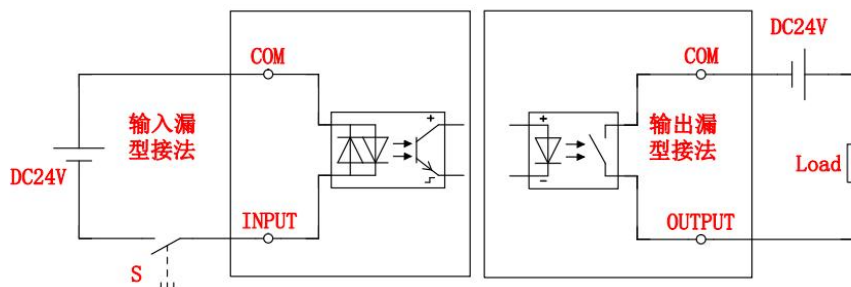 COM
输入漏
型接法
DC24V
INPUT
S
+
DC24V
COM
+
-
输出漏
型接法
Load
OUTPUT